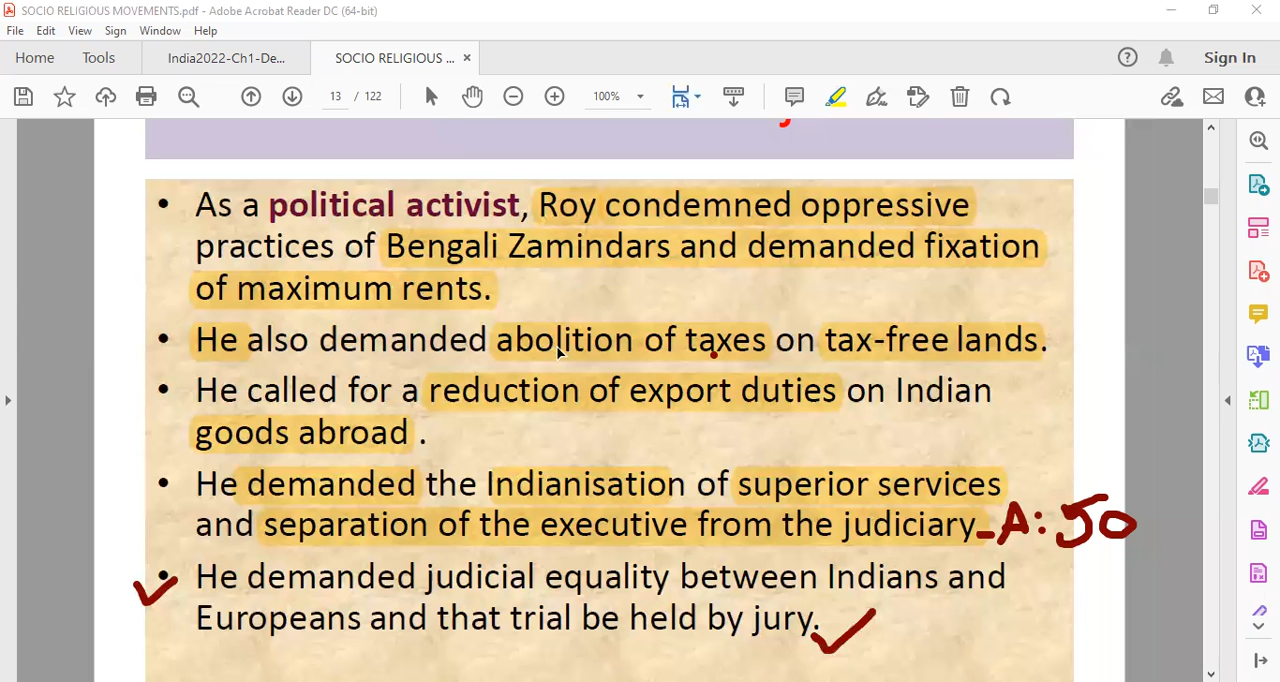 SOCIO RELIGIOUS MOVEMENTS.pdf - Adobe Acrobat Reader DC (64-bit)
File Edit View Sign Window Help
Home Tools India2022-Ch1-De... SOCIO RELIGIOUS ... × Sign In
13 / 122 100%
• As a political activist, Roy condemned oppressive
practices of Bengali Zamindars and demanded fixation
of maximum rents.
• He also demanded abolition of taxes on tax-free lands.
• He called for a reduction of export duties on Indian
goods abroad .
• He demanded the Indianisation of superior services
and separation of the executive from the judiciary - A: 50
• He demanded judicial equality between Indians and
Europeans and that trial be held by jury.